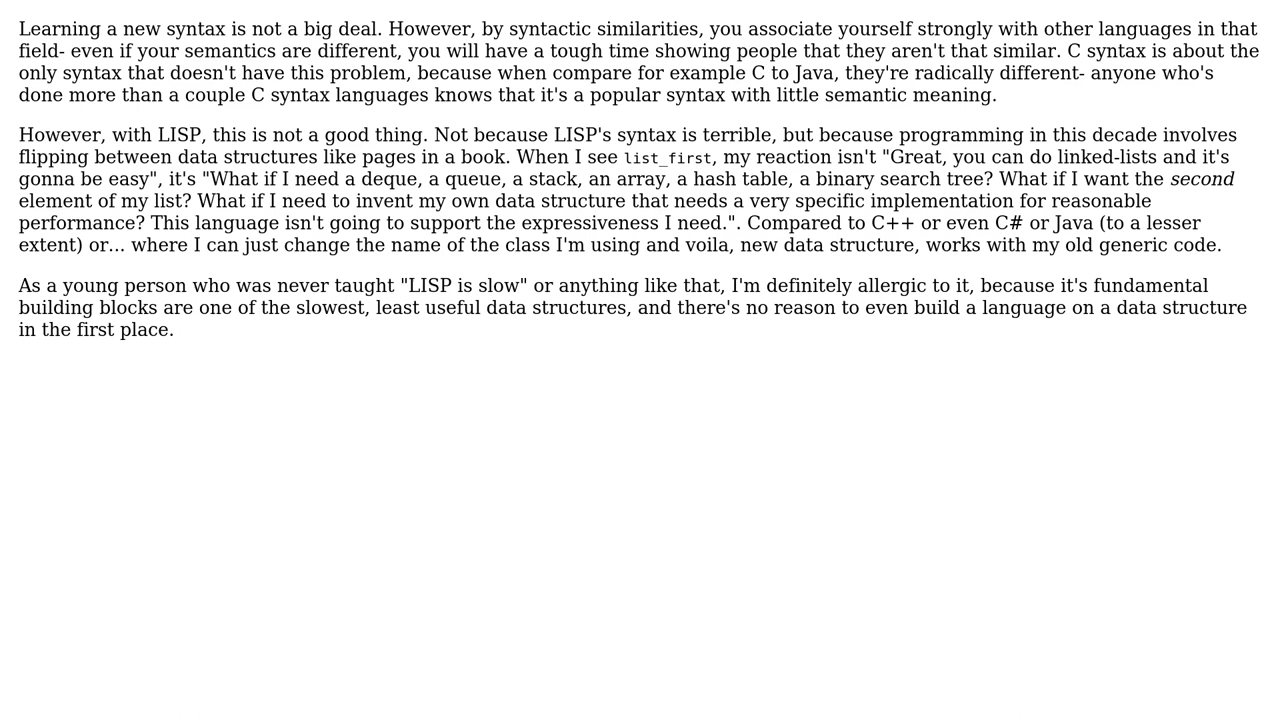 Learning a new syntax is not a big deal. However, by syntactic similarities, you associate yourself strongly with other languages in that
field- even if your semantics are different, you will have a tough time showing people that they aren't that similar. C syntax is about the
only syntax that doesn't have this problem, because when compare for example C to Java, they're radically different- anyone who's
done more than a couple C syntax languages knows that it's a popular syntax with little semantic meaning.
However, with LISP, this is not a good thing. Not because LISP's syntax is terrible, but because programming in this decade involves
flipping between data structures like pages in a book. When I see list_first, my reaction isn't "Great, you can do linked-lists and it's
gonna be easy", it's "What if I need a deque, a queue, a stack, an array, a hash table, a binary search tree? What if I want the second
element of my list? What if I need to invent my own data structure that needs a very specific implementation for reasonable
performance? This language isn't going to support the expressiveness I need.". Compared to C++ or even C# or Java (to a lesser
extent) or... where I can just change the name of the class I'm using and voila, new data structure, works with my old generic code.
As a young person who was never taught "LISP is slow" or anything like that, I'm definitely allergic to it, because it's fundamental
building blocks are one of the slowest, least useful data structures, and there's no reason to even build a language on a data structure
in the first place.